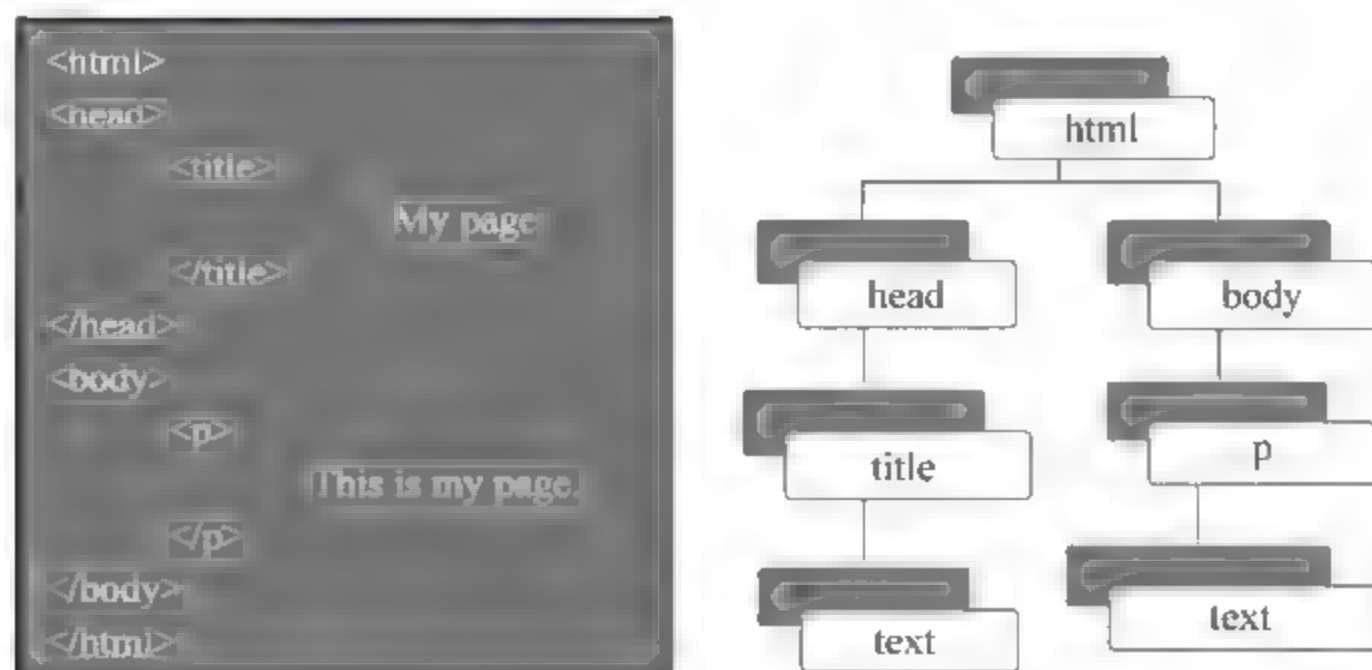 <html>
<head>
<title>
My page
</title>
</head>
<body>
<p>
This is my page.
</p>
</body>
</html>
html
head
body
title
p
text
text